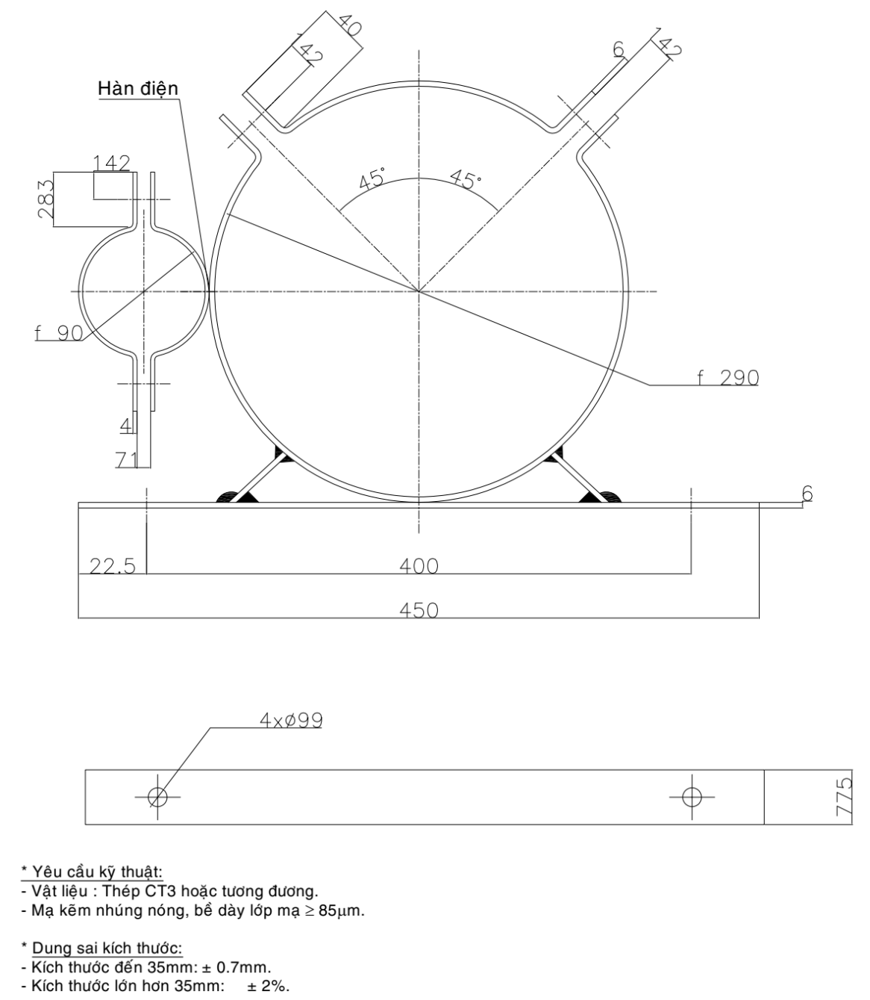 40
142
6
142
Hàn điện
45°
45°
142
283
f 90
f 290
4
71
6
22.5
400
450
4xø99
775
* Yêu cầu kỹ thuật:
- Vật liệu : Thép CT3 hoặc tương đương.
- Mạ kẽm nhúng nóng, bề dày lớp mạ ≥ 85µm.
* Dung sai kích thước:
- Kích thước đến 35mm: ± 0.7mm.
- Kích thước lớn hơn 35mm: ± 2%.